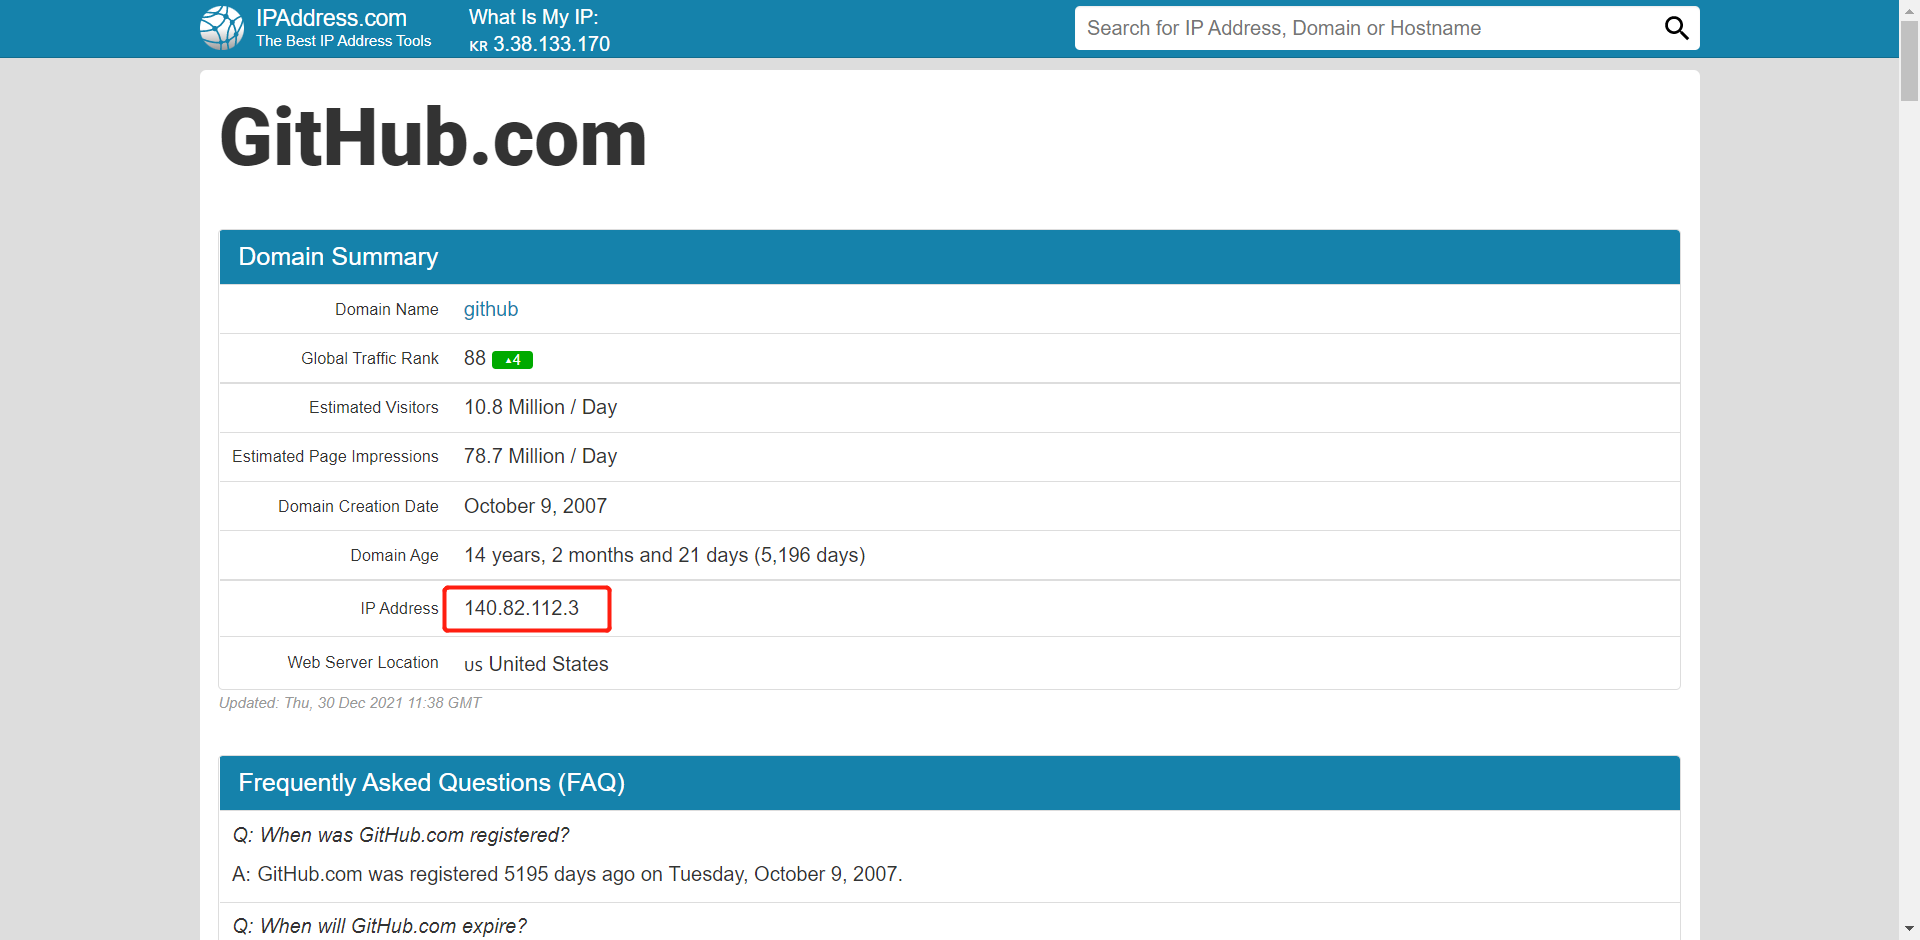 IPAddress.com
The Best IP Address Tools
What Is My IP:
KR 3.38.133.170
Search for IP Address, Domain or Hostname
GitHub.com
Domain Summary
Domain Name github
Global Traffic Rank 88 ▲4
Estimated Visitors 10.8 Million / Day
Estimated Page Impressions 78.7 Million / Day
Domain Creation Date October 9, 2007
Domain Age 14 years, 2 months and 21 days (5,196 days)
IP Address 140.82.112.3
Web Server Location US United States
Updated: Thu, 30 Dec 2021 11:38 GMT
Frequently Asked Questions (FAQ)
Q: When was GitHub.com registered?
A: GitHub.com was registered 5195 days ago on Tuesday, October 9, 2007.
Q: When will GitHub.com expire?